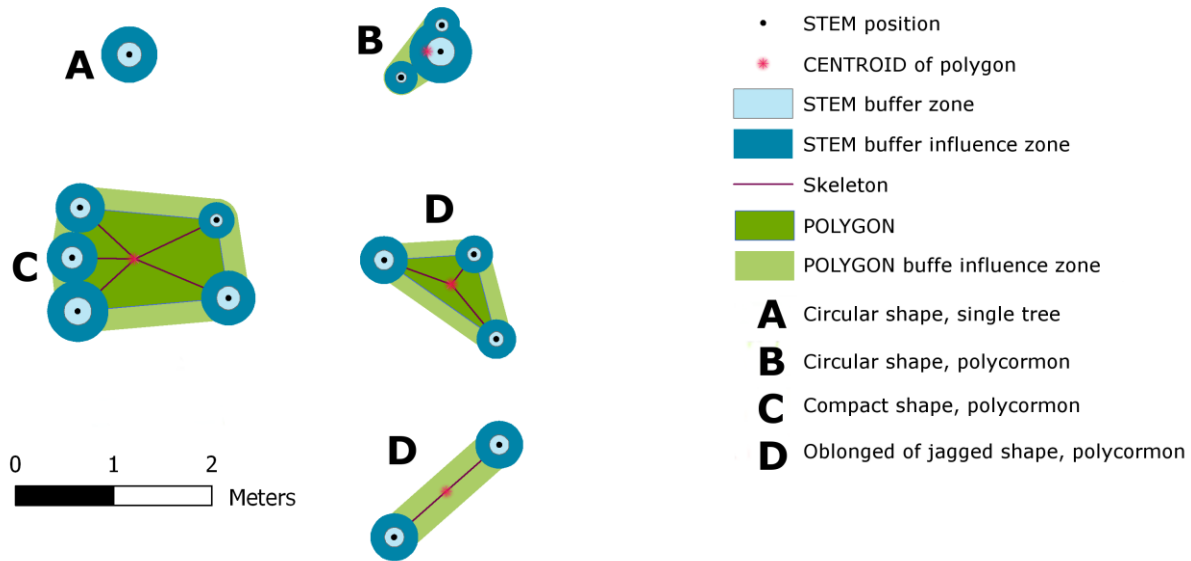 A
B
C
D
D
0 1 2
Meters
STEM position
CENTROID of polygon
STEM buffer zone
STEM buffer influence zone
Skeleton
POLYGON
POLYGON buffe influence zone
A Circular shape, single tree
B Circular shape, polycormon
C Compact shape, polycormon
D Oblonged of jagged shape, polycormon